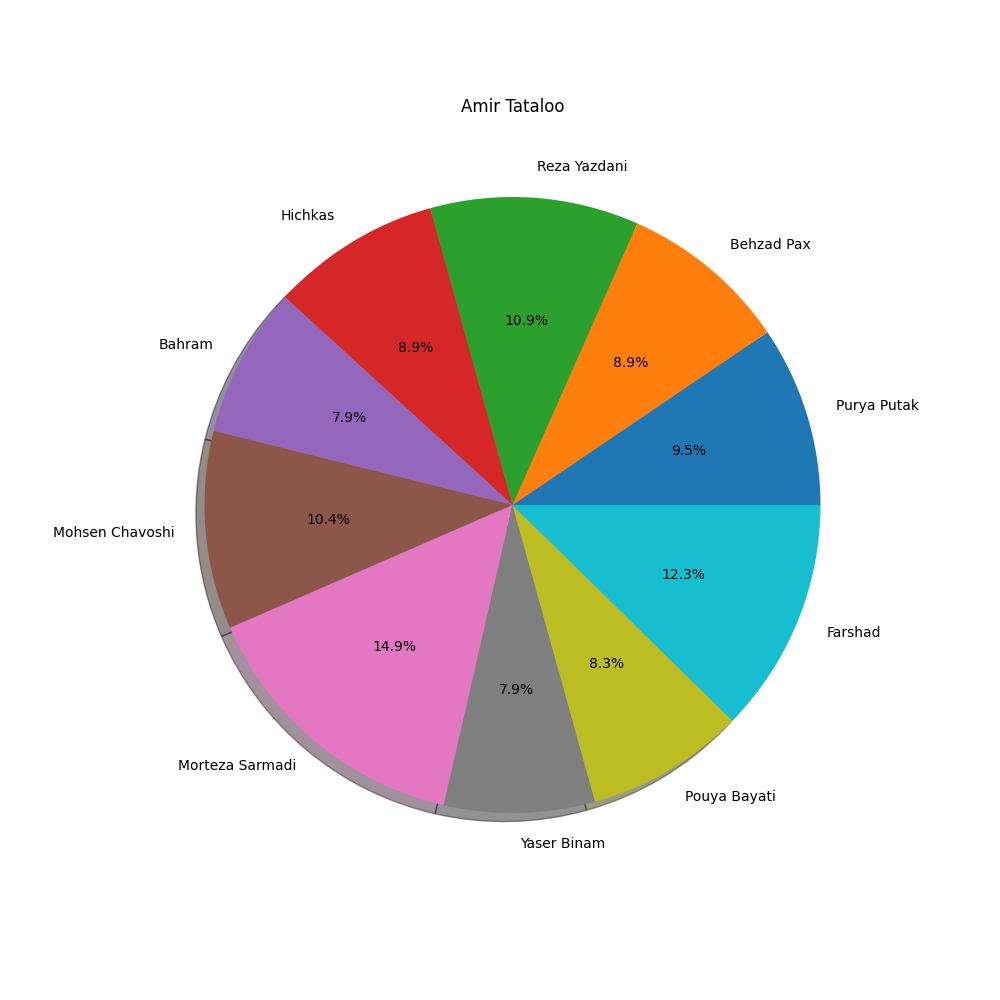 Amir Tataloo
Reza Yazdani
Hichkas
Behzad Pax
10.9%
Bahram
8.9%
8.9%
Purya Putak
7.9%
9.5%
Mohsen Chavoshi
10.4%
12.3%
Farshad
14.9%
8.3%
7.9%
Morteza Sarmadi
Pouya Bayati
Yaser Binam